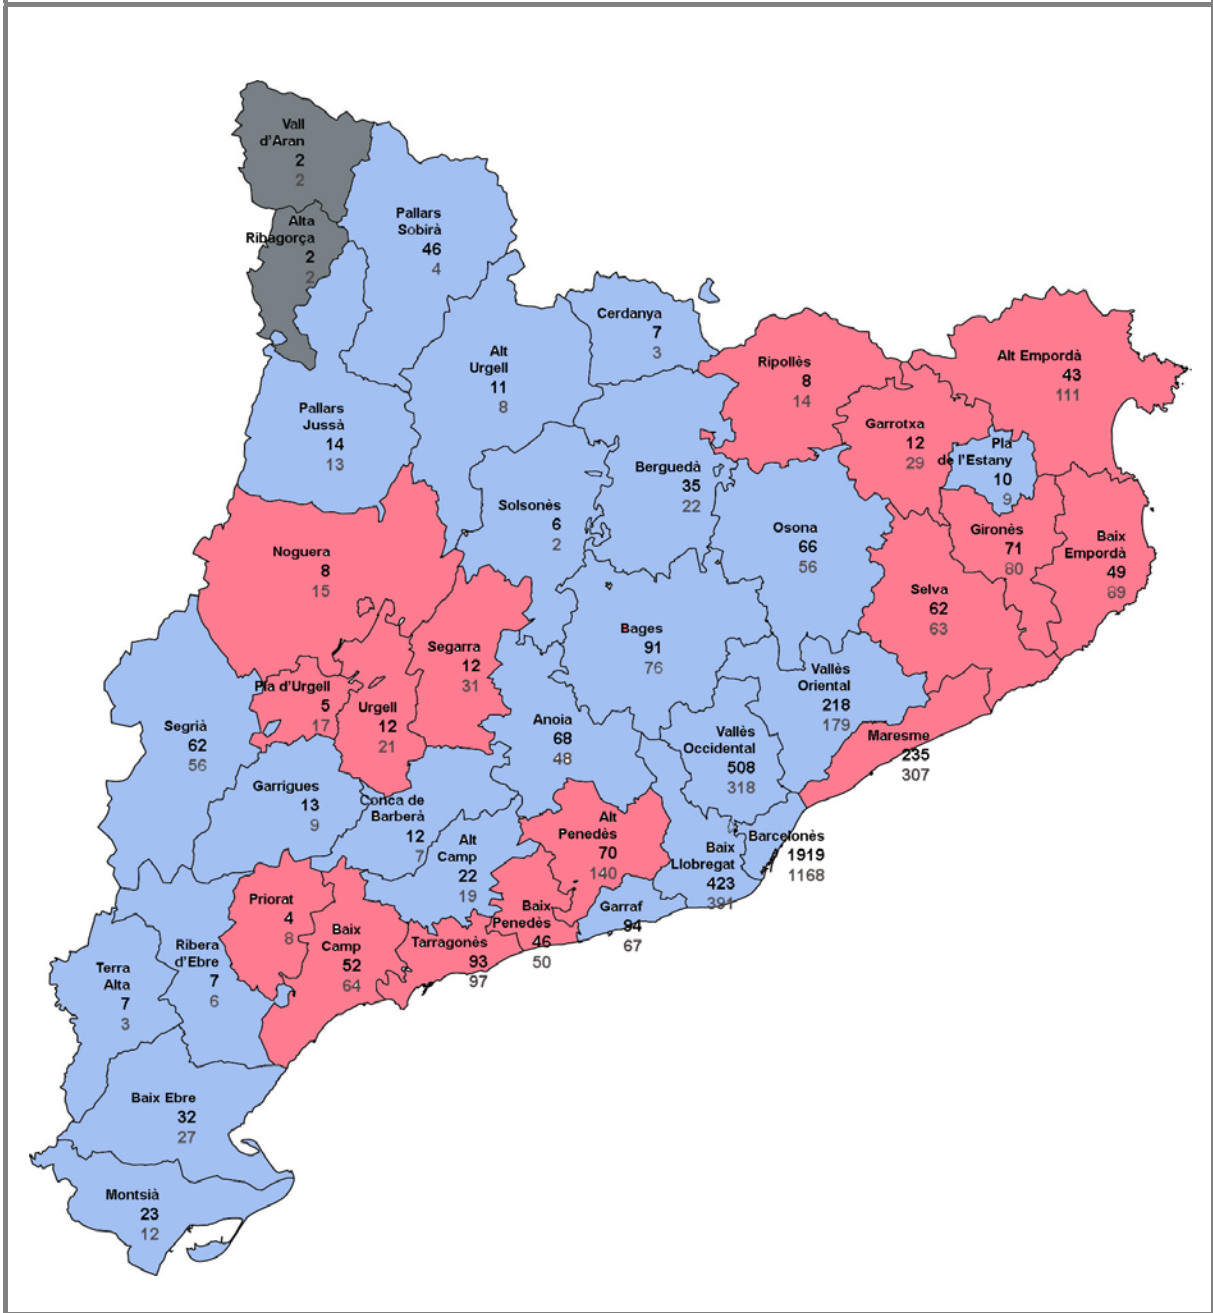 Vall
d'Aran
2
2
Alta
Ribagorça
2
2
Pallars
Sobirà
46
4
Cerdanya
7
3
Alt
Urgell
11
8
Ripollès
8
14
Alt Empordà
43
111
Pallars
Jussà
14
13
Garrotxa
12
29
Pla
de l'Estany
10
9
Berguedà
35
22
Solsonès
6
2
Osona
66
56
Gironès
71
80
Baix
Empordà
49
89
Noguera
8
15
Selva
62
63
Bages
91
76
Segarra
12
31
Vallès
Oriental
218
179
Pla d'Urgell
5
17
Urgell
12
21
Segrià
62
56
Anoia
68
48
Vallès
Occidental
508
318
Maresme
235
307
Garrigues
13
9
Conca de
Barberà
12
7
Alt
Camp
22
19
Alt
Penedès
70
140
Baix
Llobregat
423
391
Barcelonès
1919
1168
Priorat
4
8
Baix
Camp
52
64
Baix
Penedès
46
50
Garraf
94
67
Tarragonès
93
97
Ribera
d'Ebre
7
6
Terra
Alta
7
3
Baix Ebre
32
27
Montsià
23
12